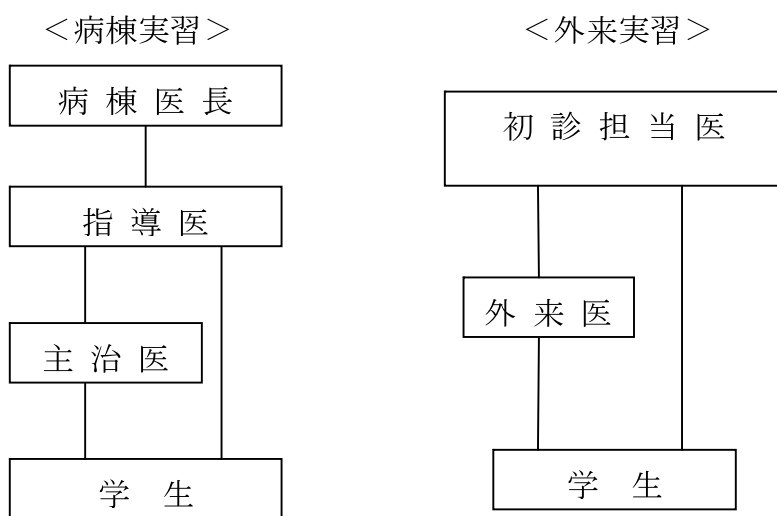 ＜病棟実習＞
病棟医長
指導医
主治医
学 生
＜外来実習＞
初診担当医
外来医
学 生